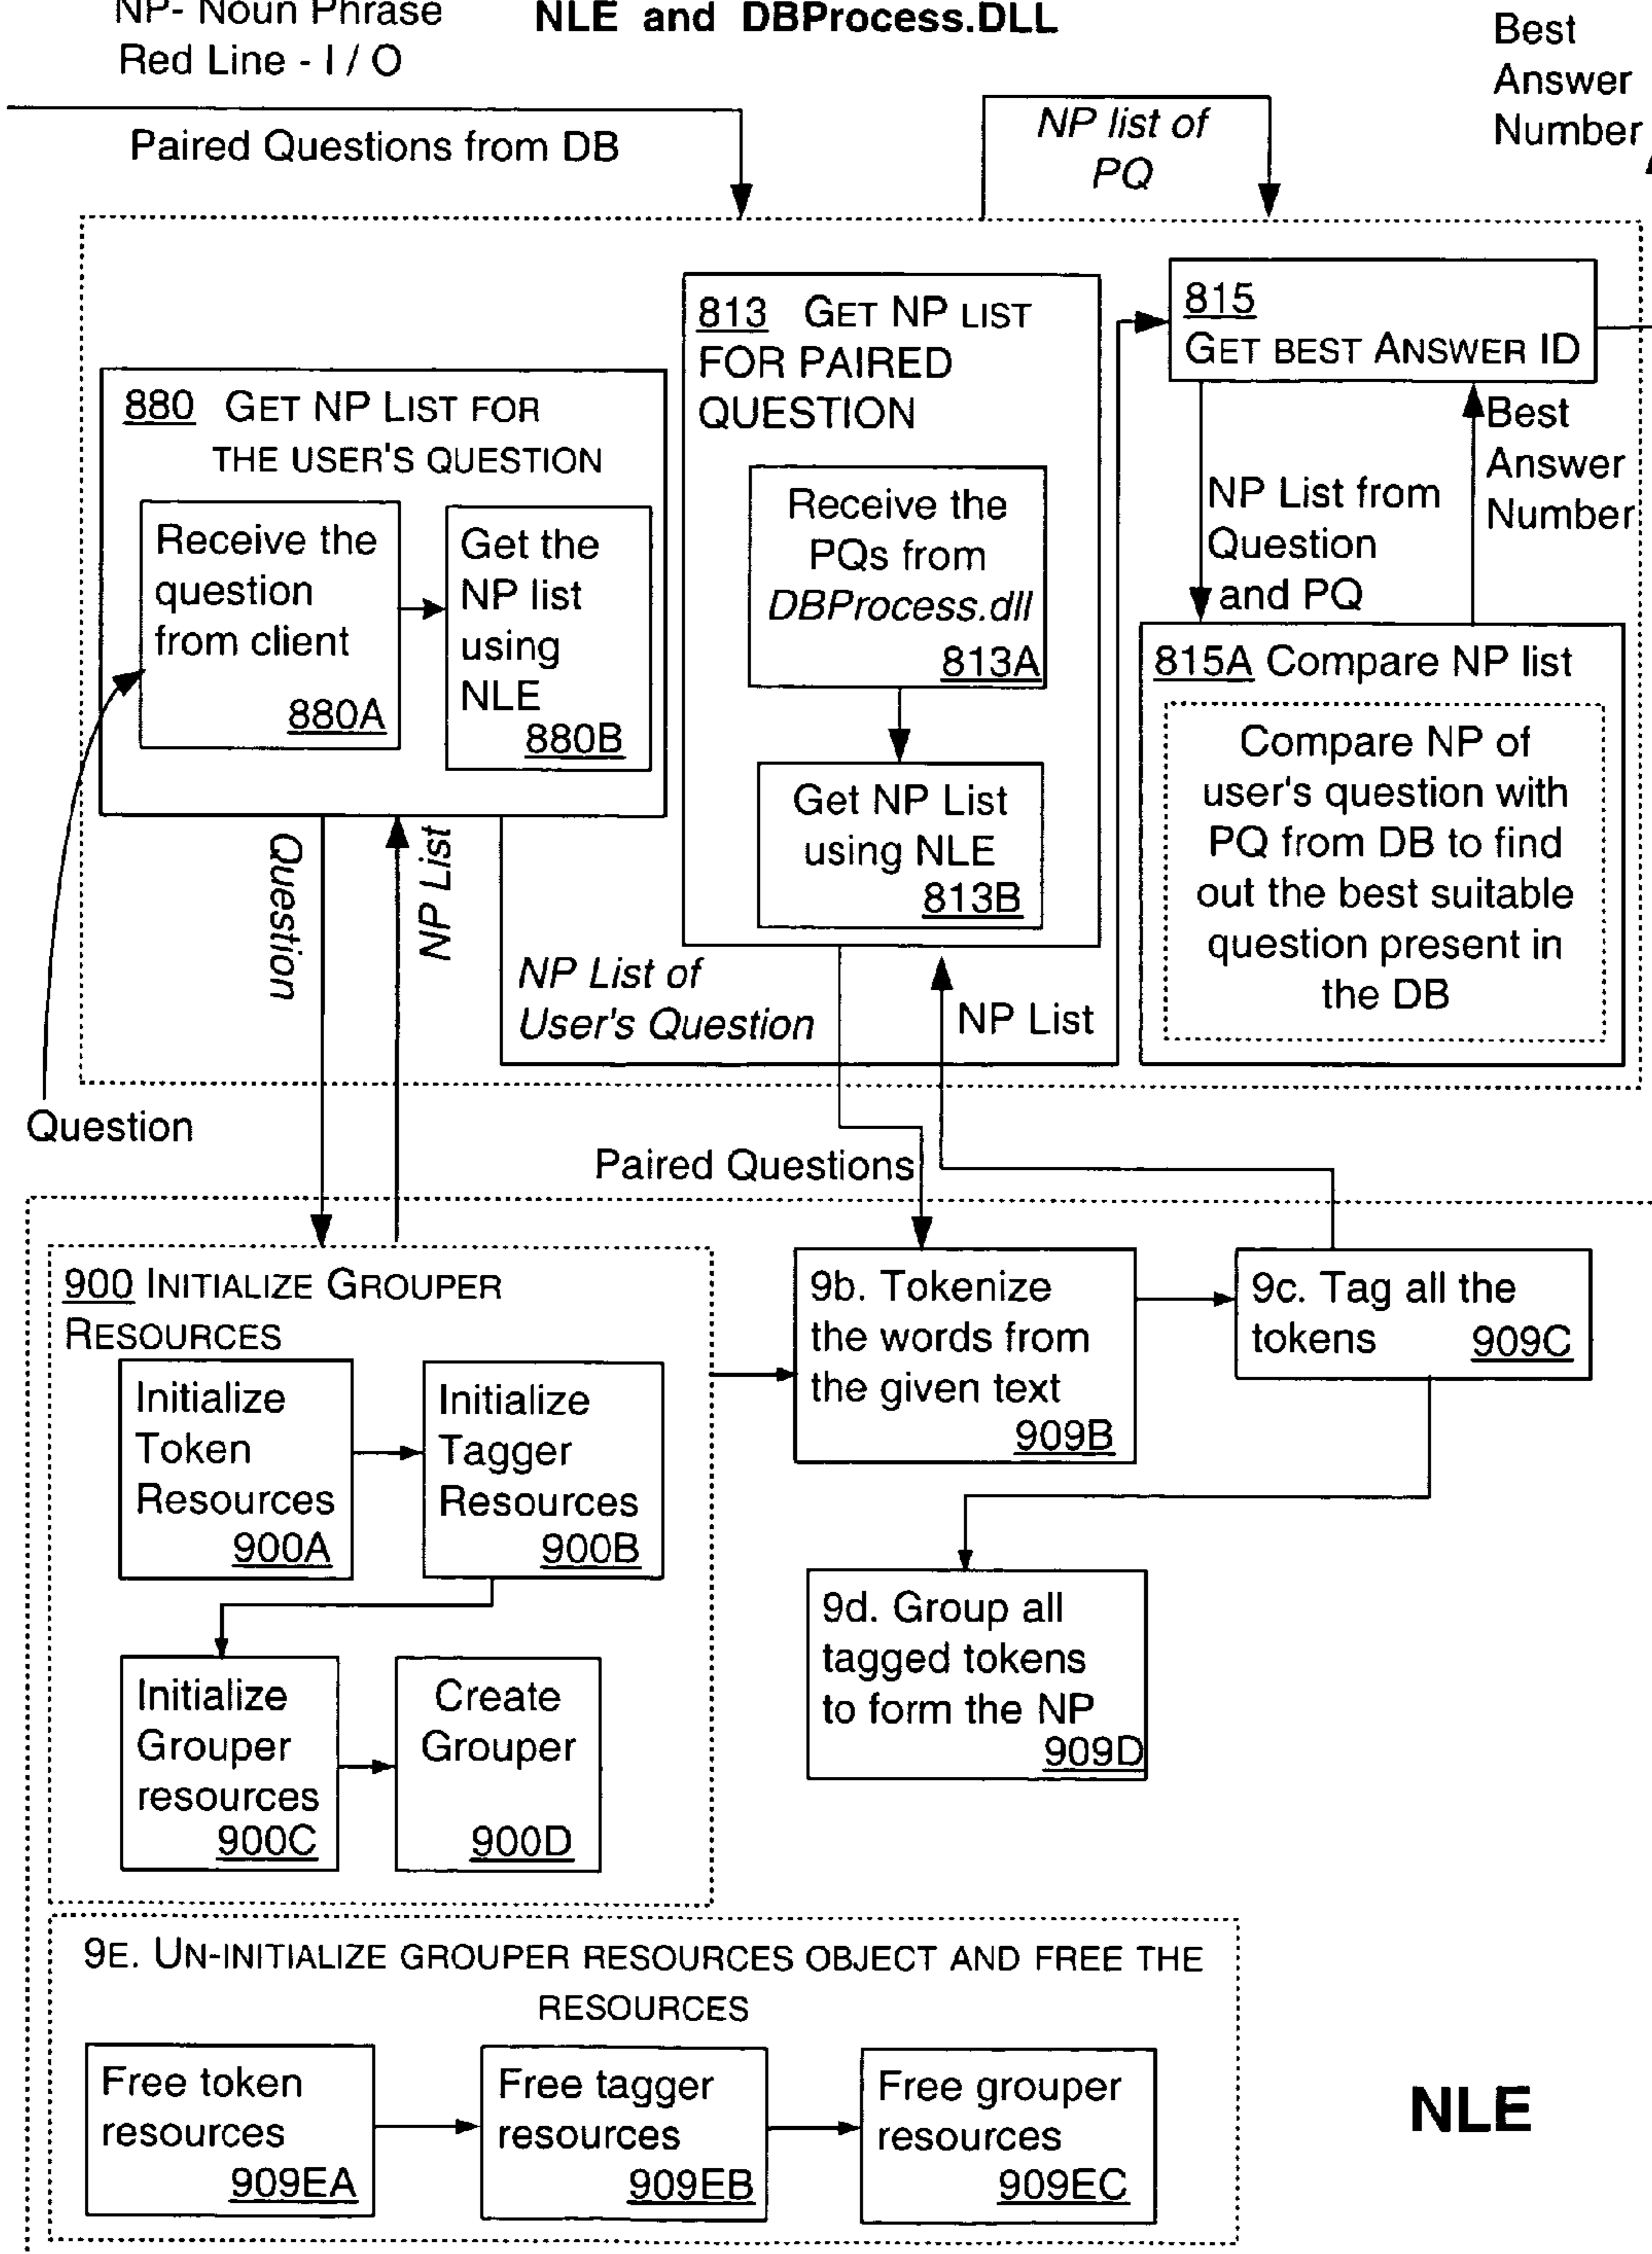 NP- Noun Phrase
Red Line - I / O
NLE and DBProcess.DLL
Best
Answer
Number
Paired Questions from DB
NP list of
PQ
880 GET NP LIST FOR
THE USER'S QUESTION
Receive the
question
from client
880A
Get the
NP list
using
NLE
880B
813 GET NP LIST
FOR PAIRED
QUESTION
Receive the
PQs from
DBProcess.dll
813A
Get NP List
using NLE
813B
815
GET BEST ANSWER ID
Best
Answer
Number
NP List from
Question
and PQ
815A Compare NP list
Compare NP of
user's question with
PQ from DB to find
out the best suitable
question present in
the DB
Question
NP List
NP List of
User's Question
NP List
Question
Paired Questions
900 INITIALIZE GROUPER
RESOURCES
Initialize
Token
Resources
900A
Initialize
Tagger
Resources
900B
Initialize
Grouper
resources
900C
Create
Grouper
900D
9b. Tokenize
the words from
the given text
909B
9c. Tag all the
tokens 909C
9d. Group all
tagged tokens
to form the NP
909D
9E. UN-INITIALIZE GROUPER RESOURCES OBJECT AND FREE THE
RESOURCES
Free token
resources
909EA
Free tagger
resources
909EB
Free grouper
resources
909EC
NLE